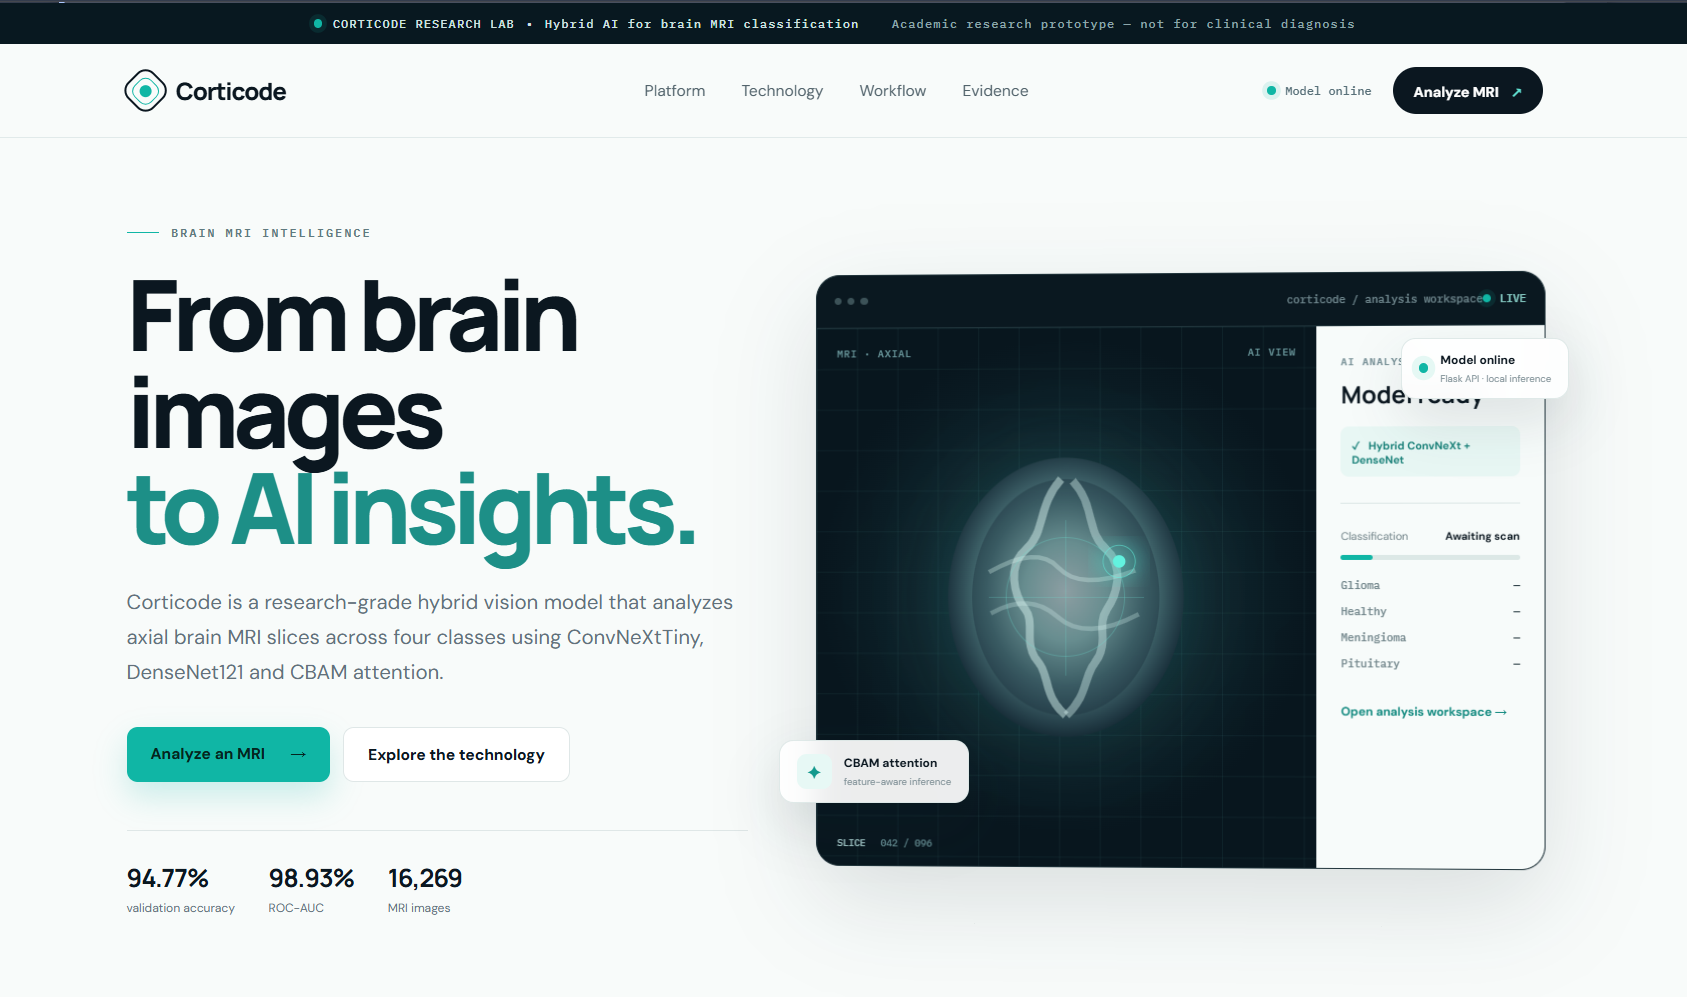 CORTICODE RESEARCH LAB • Hybrid AI for brain MRI classification Academic research prototype — not for clinical diagnosis
Corticode
Platform Technology Workflow Evidence
Model online
Analyze MRI ↗
BRAIN MRI INTELLIGENCE
From brain
images
to AI insights.
Corticode is a research-grade hybrid vision model that analyzes
axial brain MRI slices across four classes using ConvNeXtTiny,
DenseNet121 and CBAM attention.
Analyze an MRI →
Explore the technology
94.77% 98.93% 16,269
validation accuracy ROC-AUC MRI images
corticode / analysis workspace LIVE
MRI · AXIAL AI VIEW
CBAM attention
feature-aware inference
SLICE 042 / 096
AI
Model online
Flask API · local inference
Model ready
✓ Hybrid ConvNeXt +
DenseNet
Classification Awaiting scan
Glioma –
Healthy –
Meningioma –
Pituitary –
Open analysis workspace →